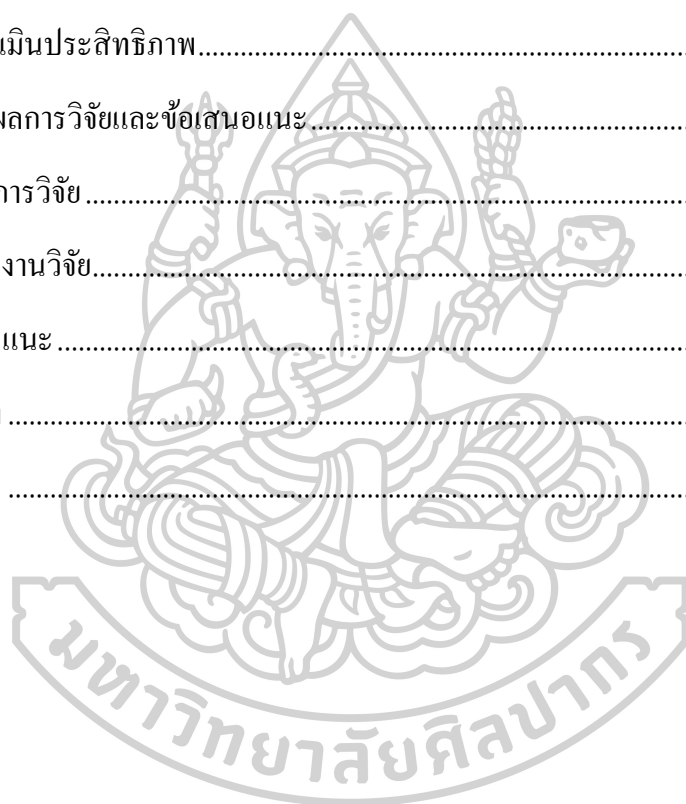 เมินประสิทธิภาพ................................................................................
ผลการวิจัยและข้อเสนอแนะ................................................................
การวิจัย................................................................................
งานวิจัย................................................................................
แนะ................................................................................
................................................................................
................................................................................
มหาวิทยาลัยศิลปากร